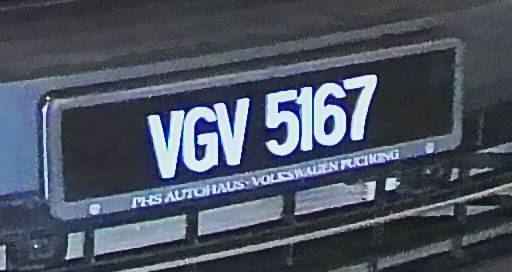 VGV 5167
PHS AUTOHAUS · VOLKSWAGEN PUCHONG